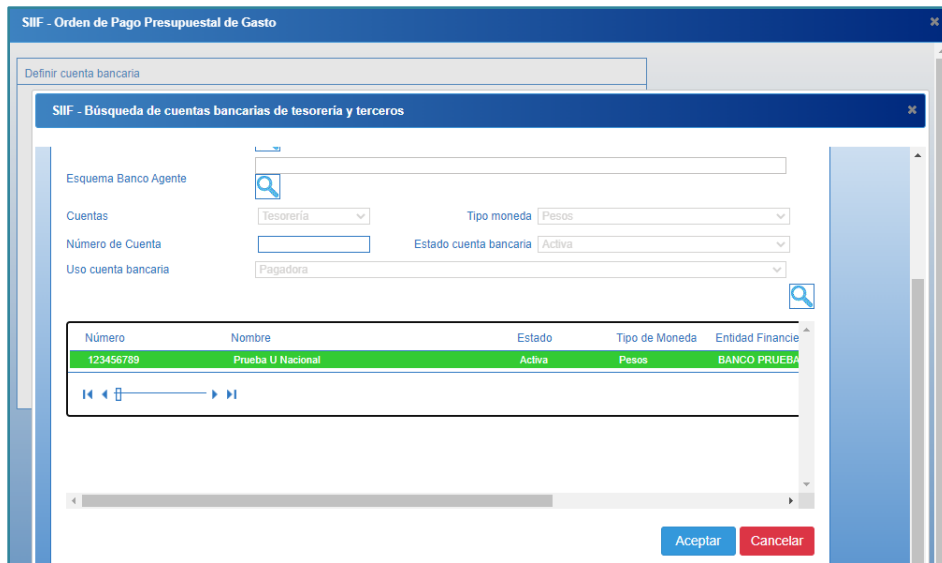 SIIF - Orden de Pago Presupuestal de Gasto
Definir cuenta bancaria
SIIF - Búsqueda de cuentas bancarias de tesorería y terceros
Esquema Banco Agente
Cuentas Tesorería Tipo moneda Pesos
Número de Cuenta Estado cuenta bancaria Activa
Uso cuenta bancaria Pagadora
Número Nombre Estado Tipo de Moneda Entidad Financie
123456789 Prueba U Nacional Activa Pesos BANCO PRUEBA
Aceptar Cancelar